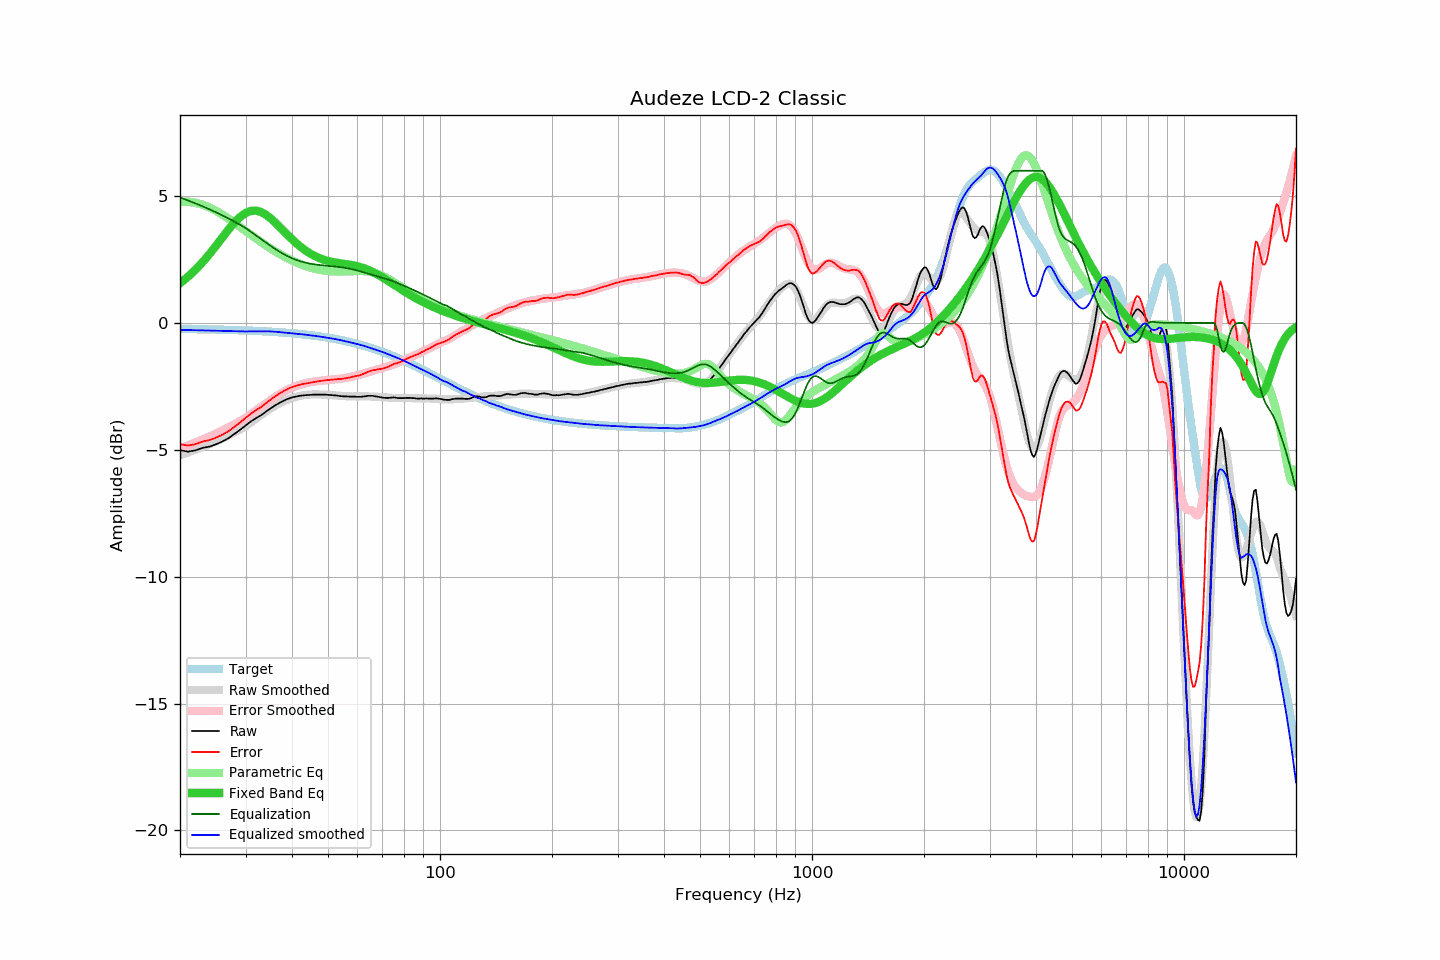 Audeze LCD-2 Classic
5
0
−5
−10
−15
−20
Amplitude (dBr)
Target
Raw Smoothed
Error Smoothed
Raw
Error
Parametric Eq
Fixed Band Eq
Equalization
Equalized smoothed
100
1000
10000
Frequency (Hz)